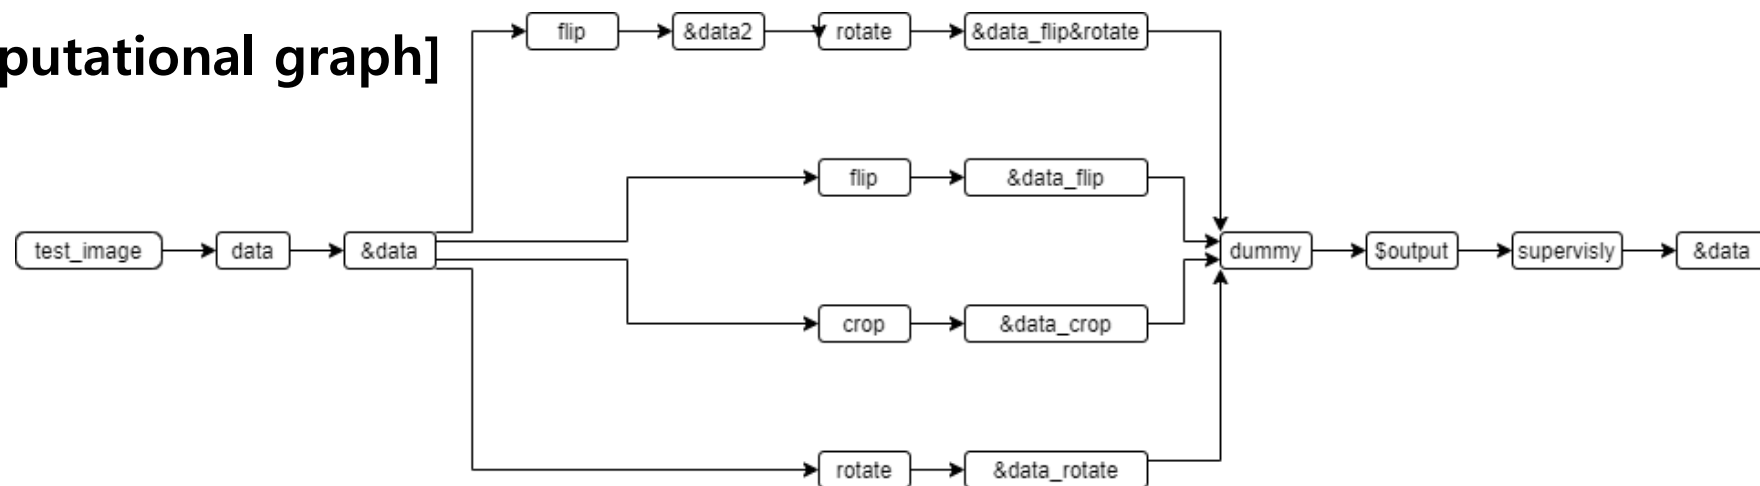 putational graph]
flip
&data2
rotate
&data_flip&rotate
flip
&data_flip
test_image
data
&data
dummy
$output
supervisly
&data
crop
&data_crop
rotate
&data_rotate